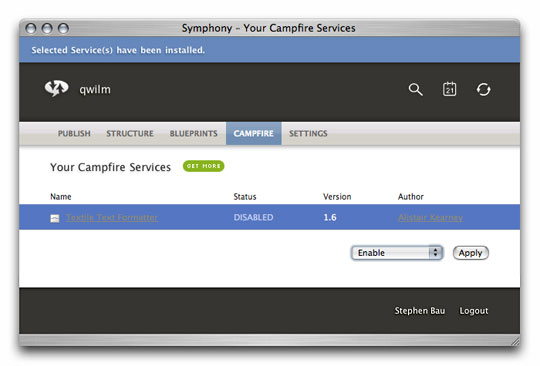 Symphony – Your Campfire Services
Selected Service(s) have been installed.
qwilm
21
PUBLISH STRUCTURE BLUEPRINTS CAMPFIRE SETTINGS
Your Campfire Services GET MORE
Name Status Version Author
Textile Text Formatter DISABLED 1.6 Alistair Kearney
Enable Apply
Stephen Bau Logout